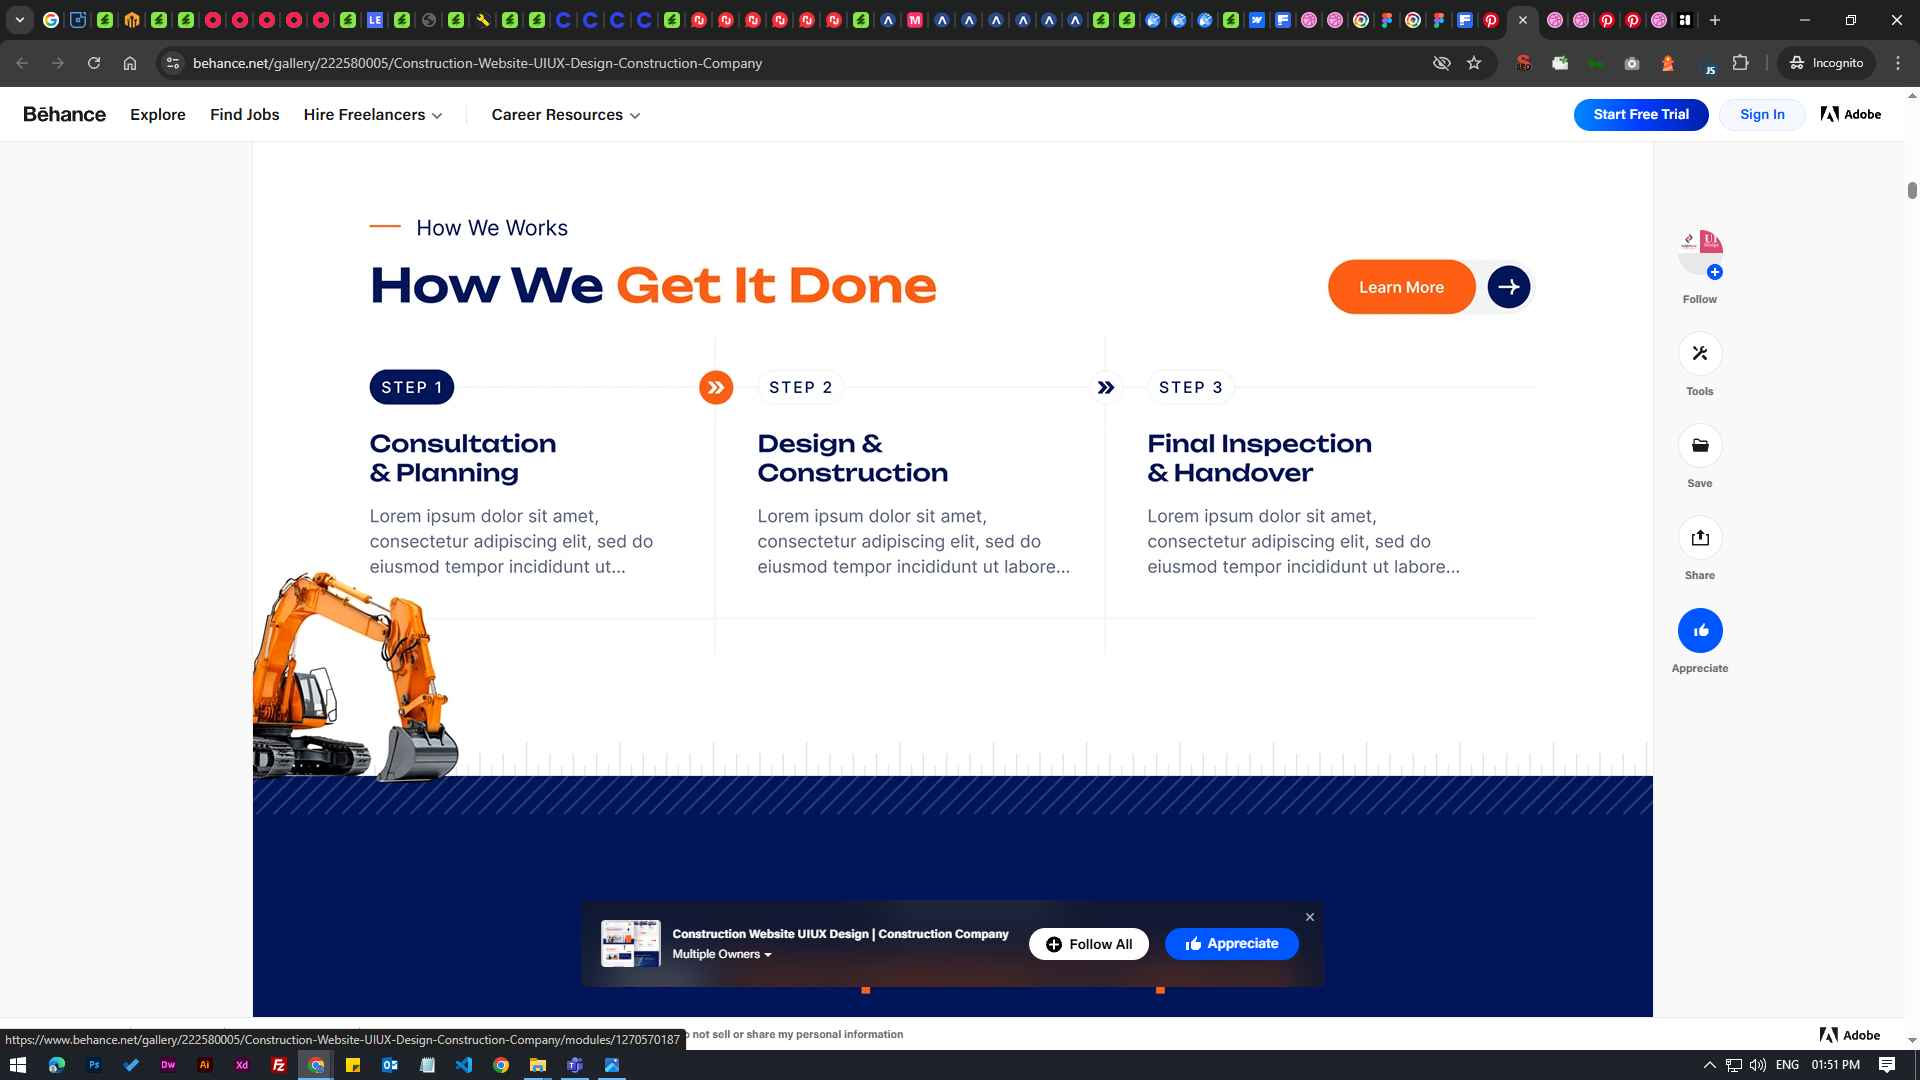 behance.net/gallery/222580005/Construction-Website-UIUX-Design-Construction-Company
Incognito
Bēhance
Explore
Find Jobs
Hire Freelancers
Career Resources
Start Free Trial
Sign In
Adobe
How We Works
How We Get It Done
Learn More
STEP 1
STEP 2
STEP 3
Consultation
& Planning
Design &
Construction
Final Inspection
& Handover
Lorem ipsum dolor sit amet,
consectetur adipiscing elit, sed do
eiusmod tempor incididunt ut...
Lorem ipsum dolor sit amet,
consectetur adipiscing elit, sed do
eiusmod tempor incididunt ut labore...
Lorem ipsum dolor sit amet,
consectetur adipiscing elit, sed do
eiusmod tempor incididunt ut labore...
Follow
Tools
Save
Share
Appreciate
Construction Website UIUX Design | Construction Company
Multiple Owners
Follow All
Appreciate
not sell or share my personal information
Adobe
https://www.behance.net/gallery/222580005/Construction-Website-UIUX-Design-Construction-Company/modules/1270570187
ENG
01:51 PM